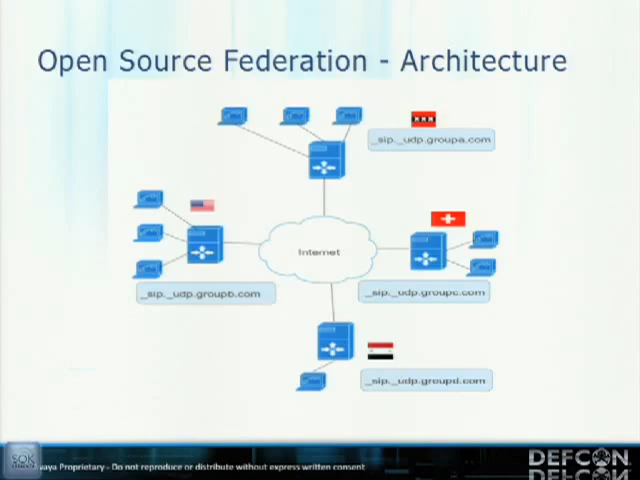 Open Source Federation - Architecture
_sip._udp.groupa.com
Internet
_sip._udp.groupb.com
_sip._udp.groupc.com
_sip._udp.groupd.com
Proprietary - Do not reproduce or distribute without express written consent
DEFCON